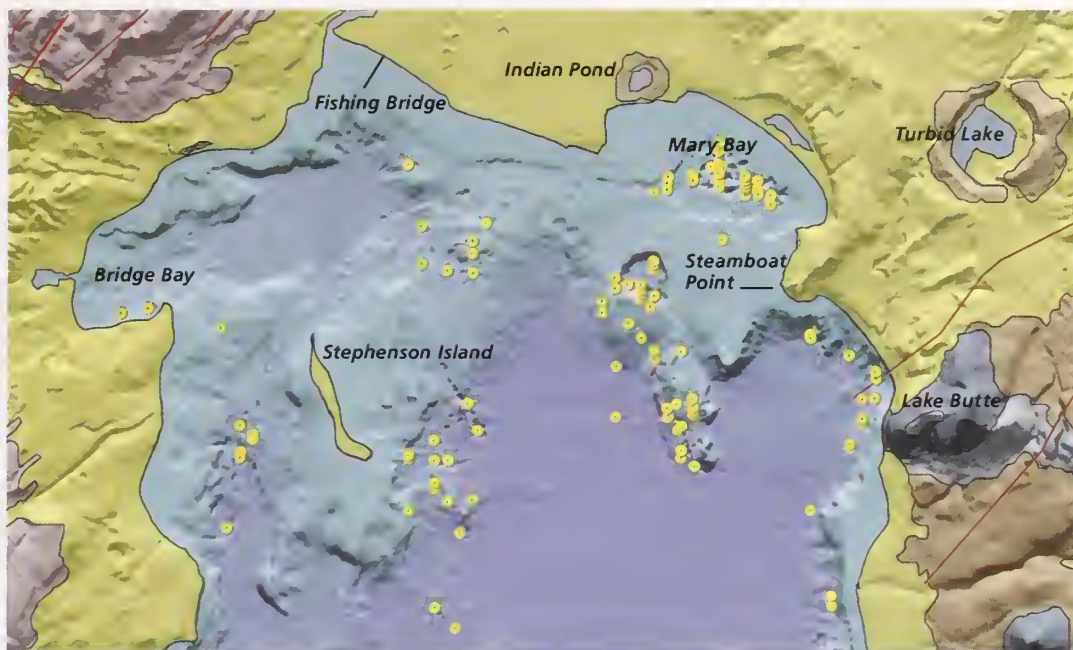 Indian Pond
Fishing Bridge
Turbid Lake
Mary Bay
Steamboat
Point
Bridge Bay
Stephenson Island
Lake Butte